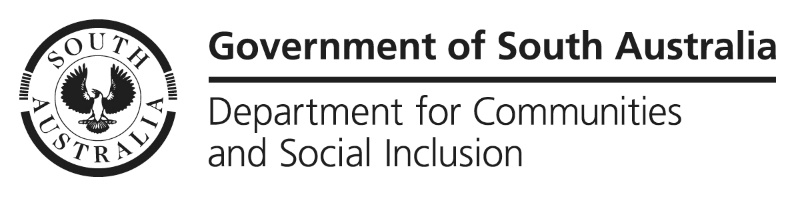 SOUTH
AUSTRALIA
Government of South Australia
Department for Communities
and Social Inclusion